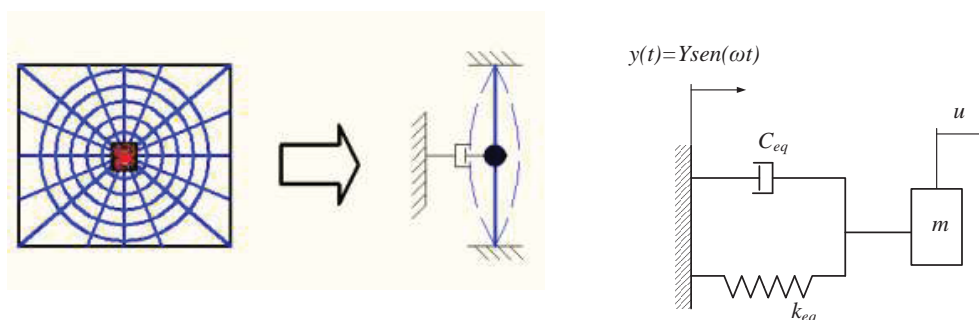 y(t)=Ysen(ωt)
u
C_eq
m
k_eq